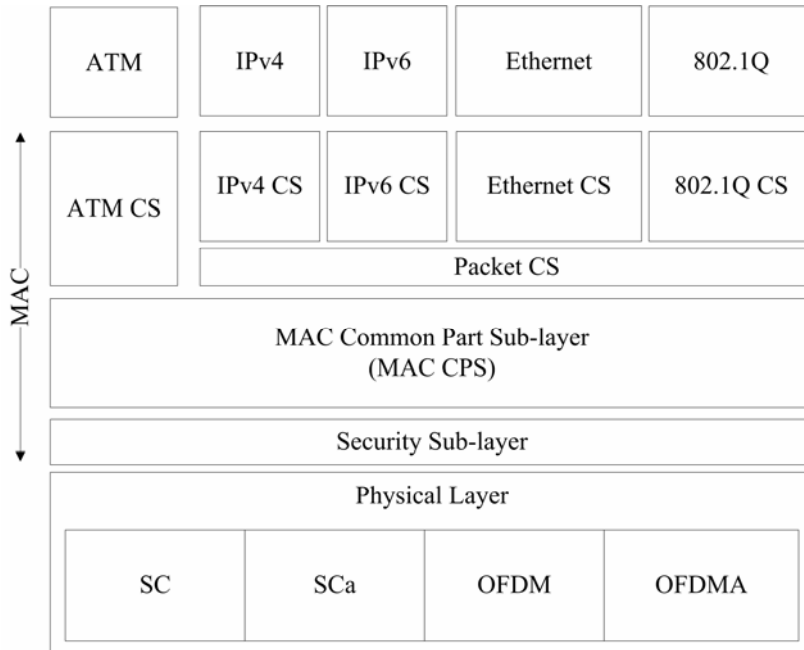 ATM
IPv4
IPv6
Ethernet
802.1Q
MAC
ATM CS
IPv4 CS
IPv6 CS
Ethernet CS
802.1Q CS
Packet CS
MAC Common Part Sub-layer
(MAC CPS)
Security Sub-layer
Physical Layer
SC
SCa
OFDM
OFDMA